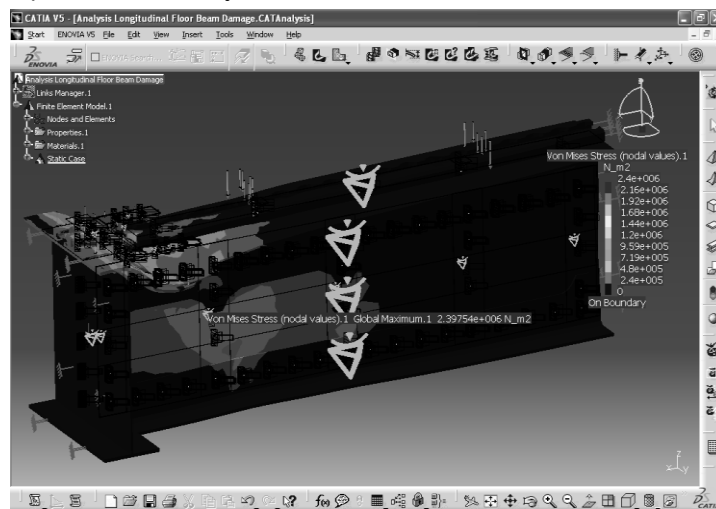 CATIA V5 - [Analysis Longitudinal Floor Beam Damage.CATAnalysis]
Start ENOVIA V5 File Edit View Insert Tools Window Help
ENOVIA
ENOVIA Search...
Analysis Longitudinal Floor Beam Damage
Links Manager.1
Finite Element Model.1
Nodes and Elements
Properties.1
Materials.1
Static Case
Von Mises Stress (nodal values).1
N_m2
2.4e+006
2.16e+006
1.92e+006
1.68e+006
1.44e+006
1.2e+006
9.59e+005
7.19e+005
4.8e+005
2.4e+005
0
On Boundary
Von Mises Stress (nodal values).1 Global Maximum.1 2.39754e+006 N_m2
z
x y
f(x)
CATIA